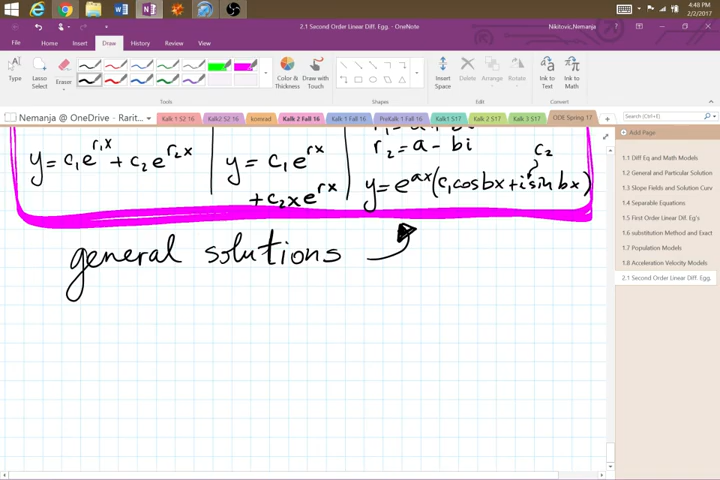 2.1 Second Order Linear Diff. Egg. - OneNote
Nikitovic,Nemanja
4:48 PM
2/2/2017
File Home Insert Draw History Review View
Type Lasso Select Eraser
Color & Thickness Draw with Touch
Insert Space Delete Arrange Rotate
Ink to Text Ink to Math
Tools Shapes Edit Convert
Nemanja @ OneDrive - Rarit...
Kalk 1 S2 16 Kalk2 S2 16 konrad Kalk 2 Fall 16 Kalk 1 Fall 16 PreKalk 1 Fall 16 Kalk1 S17 Kalk 2 S17 Kalk 3 S17 ODE Spring 17
Search (Ctrl+E)
Add Page
1.1 Diff Eq and Math Models
1.2 General and Particular Solution
1.3 Slope Fields and Solution Curv
1.4 Separable Equations
1.5 First Order Linear Diff. Eg's
1.6 substitution Method and Exact
1.7 Population Models
1.8 Acceleration Velocity Models
2.1 Second Order Linear Diff. Egg.
y = c₁e^{r₁x} + c₂e^{r₂x}
y = c₁e^{rx}
+ c₂xe^{rx}
r₂ = a - bi
c₂
y = e^{ax}(c₁cosbx + i sin bx)
general solutions